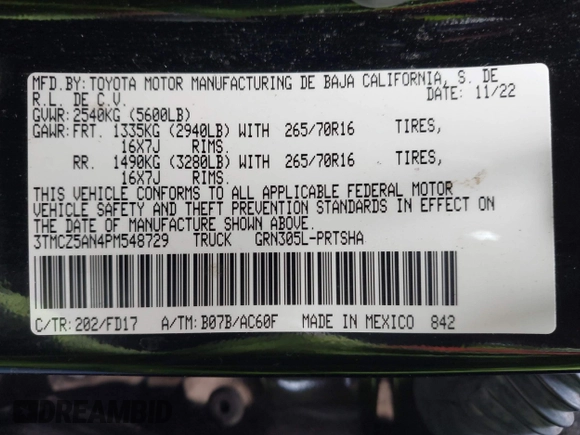 MFD.BY: TOYOTA MOTOR MANUFACTURING DE BAJA CALIFORNIA, S. DE
R.L. DE C.V. DATE: 11/22
GVWR: 2540KG (5600LB)
GAWR: FRT. 1335KG (2940LB) WITH 265/70R16 TIRES,
16X7J RIMS.
RR. 1490KG (3280LB) WITH 265/70R16 TIRES,
16X7J RIMS.
THIS VEHICLE CONFORMS TO ALL APPLICABLE FEDERAL MOTOR
VEHICLE SAFETY AND THEFT PREVENTION STANDARDS IN EFFECT ON
THE DATE OF MANUFACTURE SHOWN ABOVE.
3TMCZ5AN4PM548729 TRUCK GRN305L-PRTSHA
C/TR: 202/FD17 A/TM: B07B/AC60F MADE IN MEXICO 842
DREAMBID